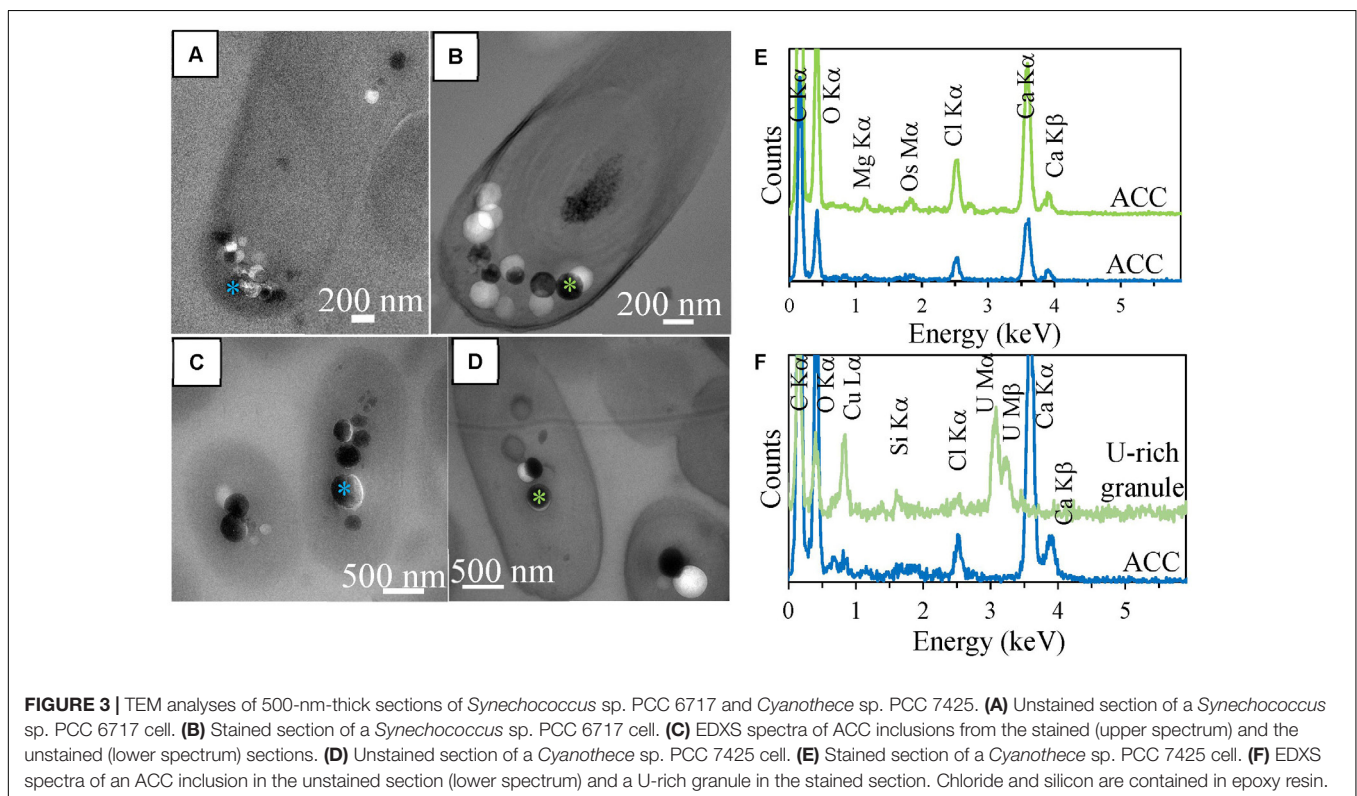 A
200 nm
B
200 nm
C
500 nm
D
500 nm
E
Counts
C Kα
O Kα
Mg Kα
Os Mα
Cl Kα
Ca Kα
Ca Kβ
ACC
ACC
0 1 2 3 4 5
Energy (keV)
F
Counts
C Kα
O Kα
Cu Lα
Si Kα
Cl Kα
U Mα
U Mβ
Ca Kα
Ca Kβ
U-rich
granule
ACC
0 1 2 3 4 5
Energy (keV)
FIGURE 3 | TEM analyses of 500-nm-thick sections of Synechococcus sp. PCC 6717 and Cyanothece sp. PCC 7425. (A) Unstained section of a Synechococcus
sp. PCC 6717 cell. (B) Stained section of a Synechococcus sp. PCC 6717 cell. (C) EDXS spectra of ACC inclusions from the stained (upper spectrum) and the
unstained (lower spectrum) sections. (D) Unstained section of a Cyanothece sp. PCC 7425 cell. (E) Stained section of a Cyanothece sp. PCC 7425 cell. (F) EDXS
spectra of an ACC inclusion in the unstained section (lower spectrum) and a U-rich granule in the stained section. Chloride and silicon are contained in epoxy resin.